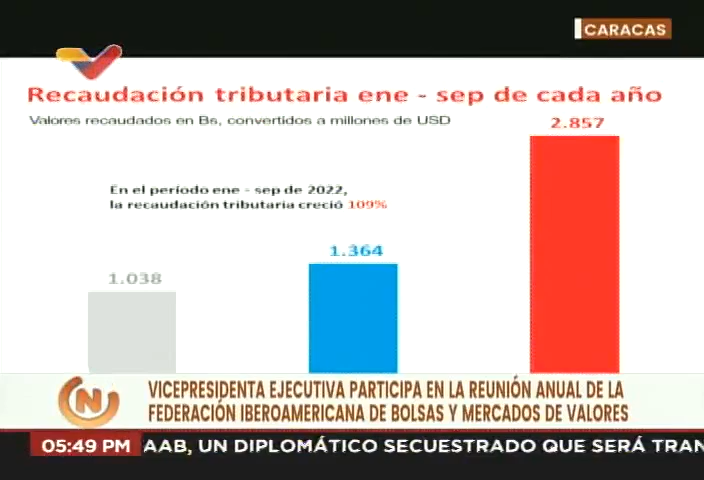 CARACAS
Recaudación tributaria ene - sep de cada año
Valores recaudados en Bs, convertidos a millones de USD
2.857
En el período ene - sep de 2022,
la recaudación tributaria creció 109%
1.364
1.038
N
VICEPRESIDENTA EJECUTIVA PARTICIPA EN LA REUNIÓN ANUAL DE LA
FEDERACIÓN IBEROAMERICANA DE BOLSAS Y MERCADOS DE VALORES
05:49 PM AAB, UN DIPLOMÁTICO SECUESTRADO QUE SERÁ TRAN